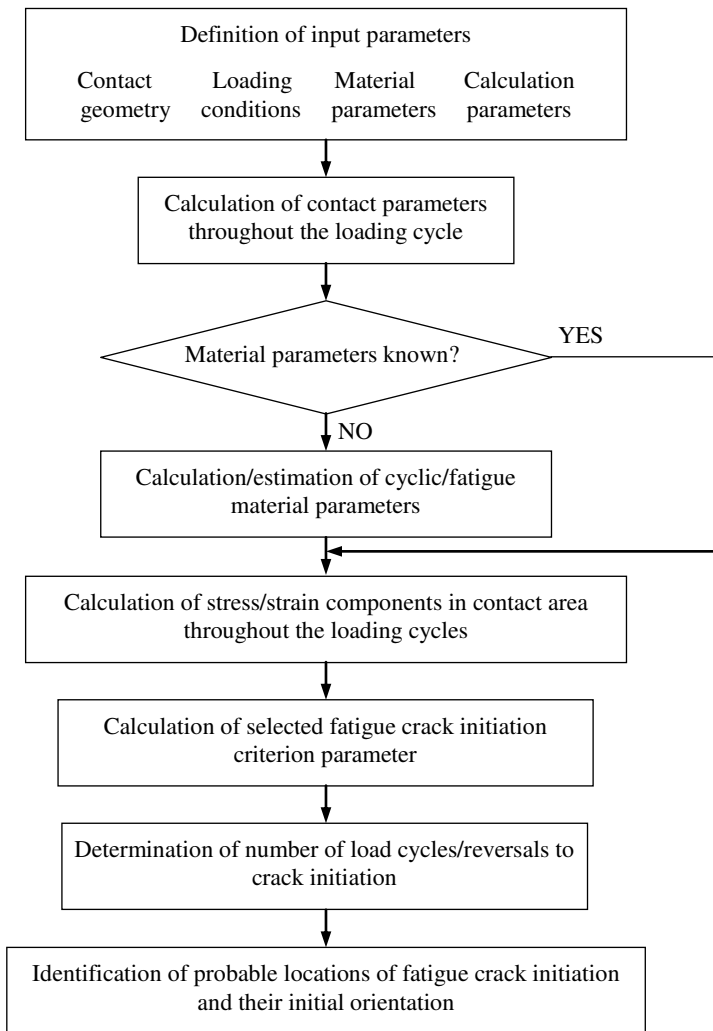 Definition of input parameters
Contact Loading Material Calculation
geometry conditions parameters parameters
Calculation of contact parameters
throughout the loading cycle
YES
Material parameters known?
NO
Calculation/estimation of cyclic/fatigue
material parameters
Calculation of stress/strain components in contact area
throughout the loading cycles
Calculation of selected fatigue crack initiation
criterion parameter
Determination of number of load cycles/reversals to
crack initiation
Identification of probable locations of fatigue crack initiation
and their initial orientation